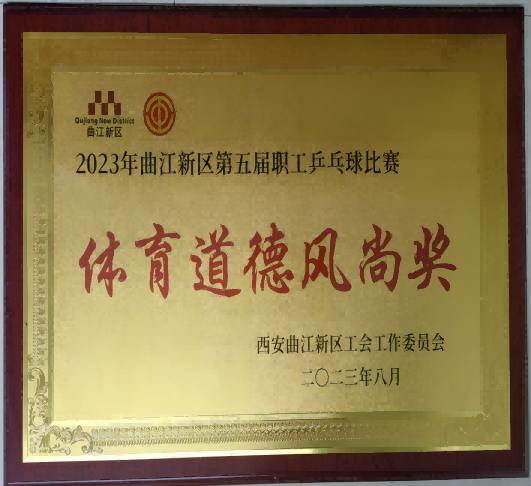 Qujiang New District
曲江新区
2023年曲江新区第五届职工乒乓球比赛
体育道德风尚奖
西安曲江新区工会工作委员会
二〇二三年八月